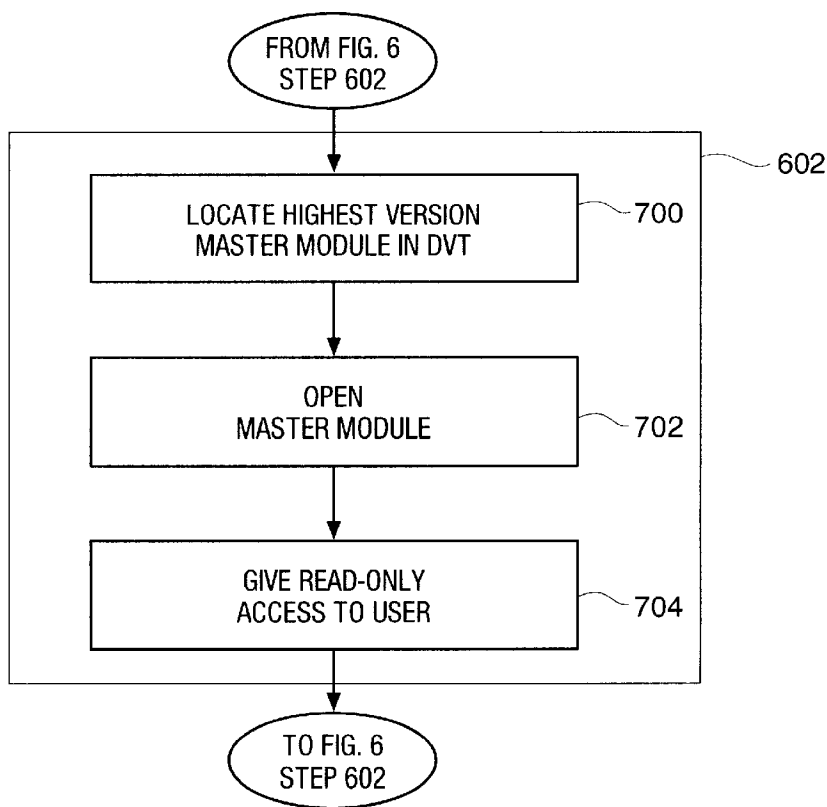 FROM FIG. 6
STEP 602
602
LOCATE HIGHEST VERSION
MASTER MODULE IN DVT
700
OPEN
MASTER MODULE
702
GIVE READ-ONLY
ACCESS TO USER
704
TO FIG. 6
STEP 602